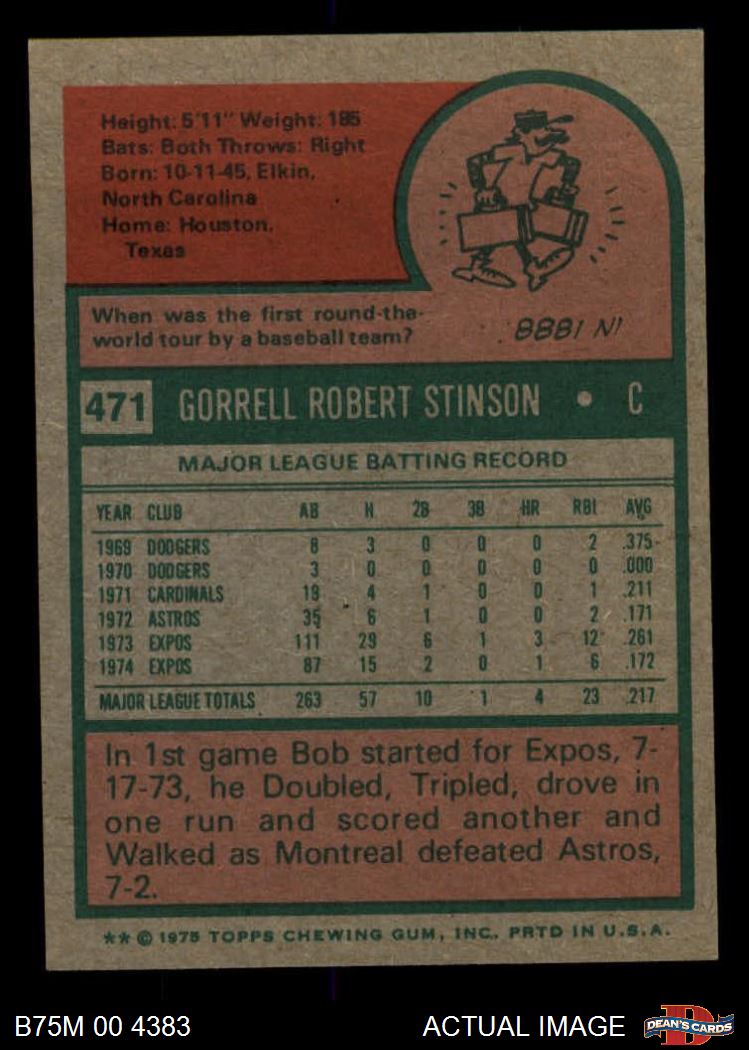 Height: 5'11" Weight: 185
Bats: Both Throws: Right
Born: 10-11-45, Elkin,
North Carolina
Home: Houston,
Texas
When was the first round-the-
world tour by a baseball team?
IN 1888
471 GORRELL ROBERT STINSON • C
MAJOR LEAGUE BATTING RECORD
YEAR CLUB AB H 2B 3B HR RBI AVG
1969 DODGERS 8 3 0 0 0 2 .375
1970 DODGERS 3 0 0 0 0 0 .000
1971 CARDINALS 19 4 1 0 0 1 .211
1972 ASTROS 35 6 1 0 0 2 .171
1973 EXPOS 111 29 6 1 3 12 .261
1974 EXPOS 87 15 2 0 1 6 .172
MAJOR LEAGUE TOTALS 263 57 10 1 4 23 .217
In 1st game Bob started for Expos, 7-
17-73, he Doubled, Tripled, drove in
one run and scored another and
Walked as Montreal defeated Astros,
7-2.
** © 1975 TOPPS CHEWING GUM, INC. PRTD IN U.S.A.
B75M 00 4383 ACTUAL IMAGE D DEAN'S CARDS